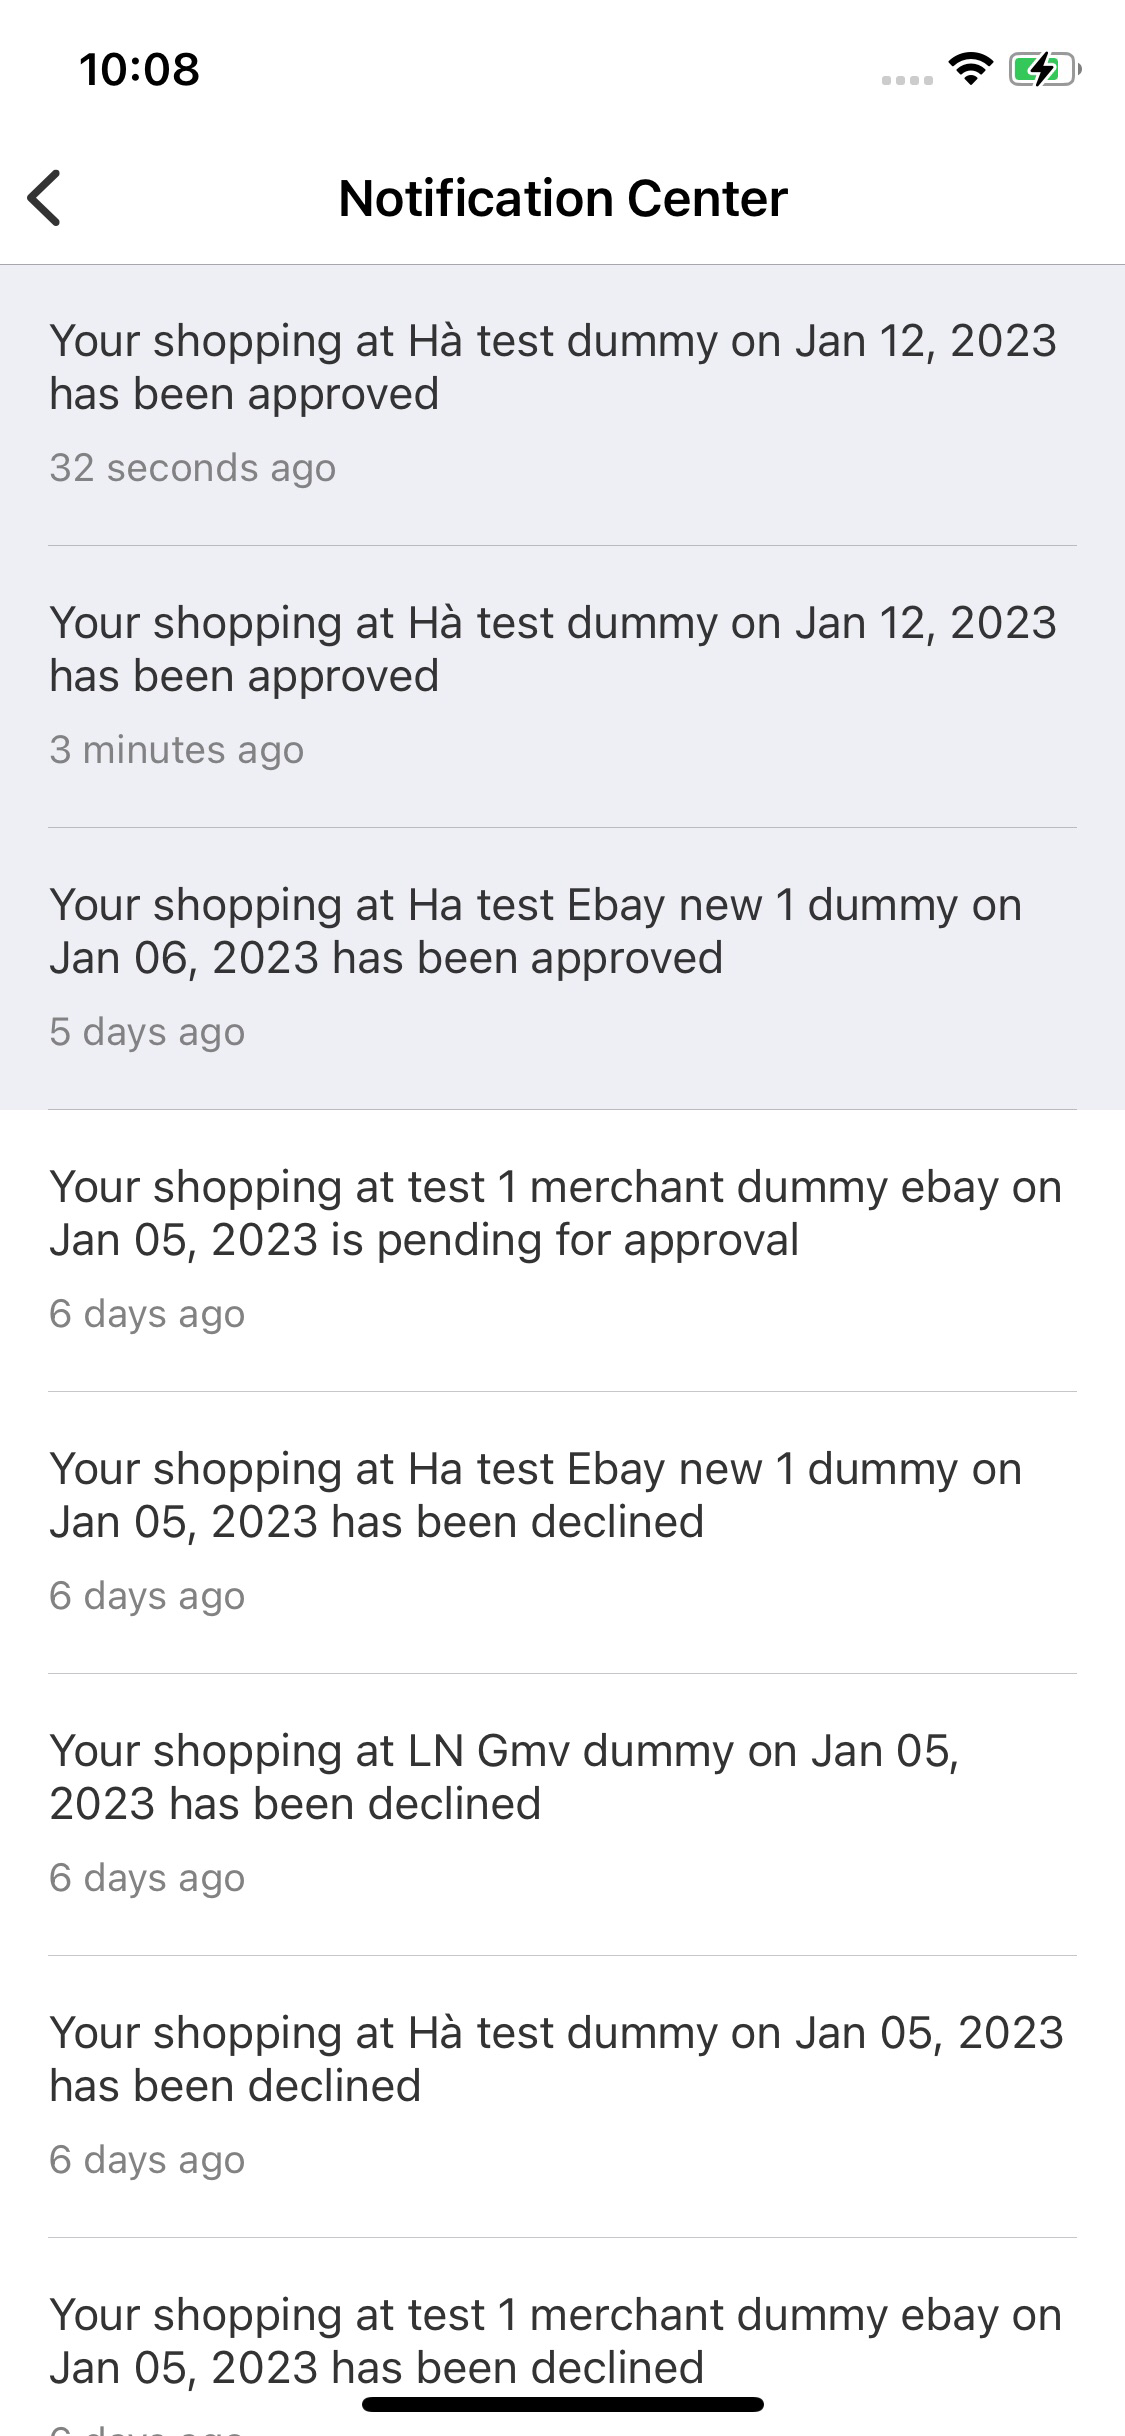 10:08
Notification Center
Your shopping at Hà test dummy on Jan 12, 2023
has been approved
32 seconds ago
Your shopping at Hà test dummy on Jan 12, 2023
has been approved
3 minutes ago
Your shopping at Ha test Ebay new 1 dummy on
Jan 06, 2023 has been approved
5 days ago
Your shopping at test 1 merchant dummy ebay on
Jan 05, 2023 is pending for approval
6 days ago
Your shopping at Ha test Ebay new 1 dummy on
Jan 05, 2023 has been declined
6 days ago
Your shopping at LN Gmv dummy on Jan 05,
2023 has been declined
6 days ago
Your shopping at Hà test dummy on Jan 05, 2023
has been declined
6 days ago
Your shopping at test 1 merchant dummy ebay on
Jan 05, 2023 has been declined